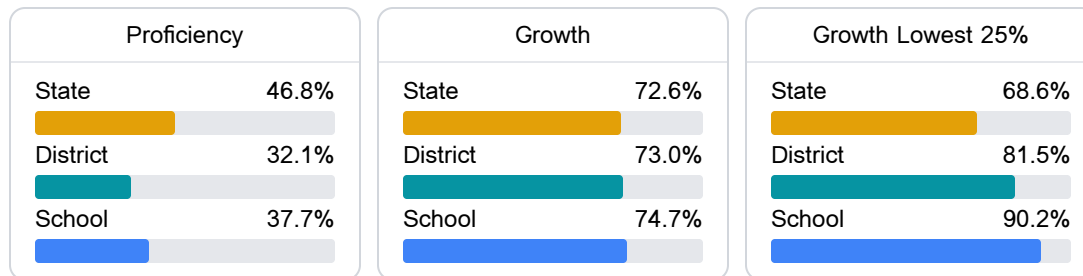 Proficiency
State 46.8%
District 32.1%
School 37.7%
Growth
State 72.6%
District 73.0%
School 74.7%
Growth Lowest 25%
State 68.6%
District 81.5%
School 90.2%